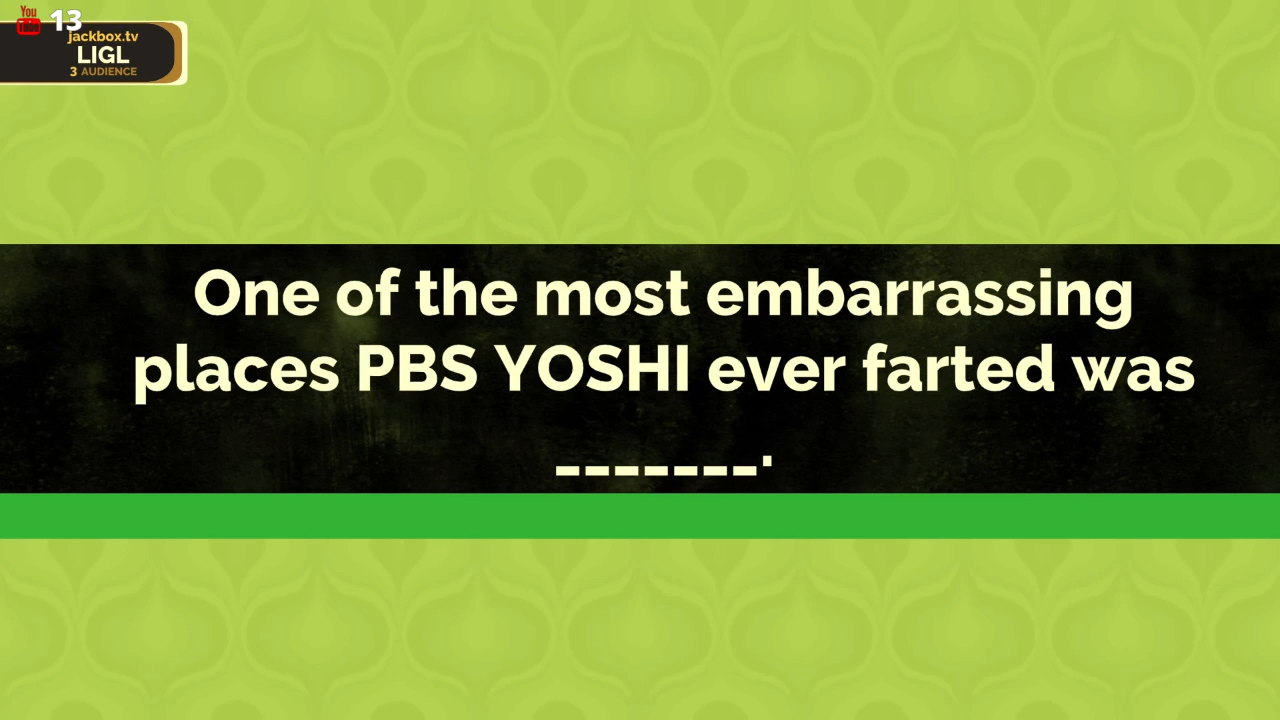 You
Tube
13
jackbox.tv
LIGL
3 AUDIENCE
One of the most embarrassing
places PBS YOSHI ever farted was
_______.